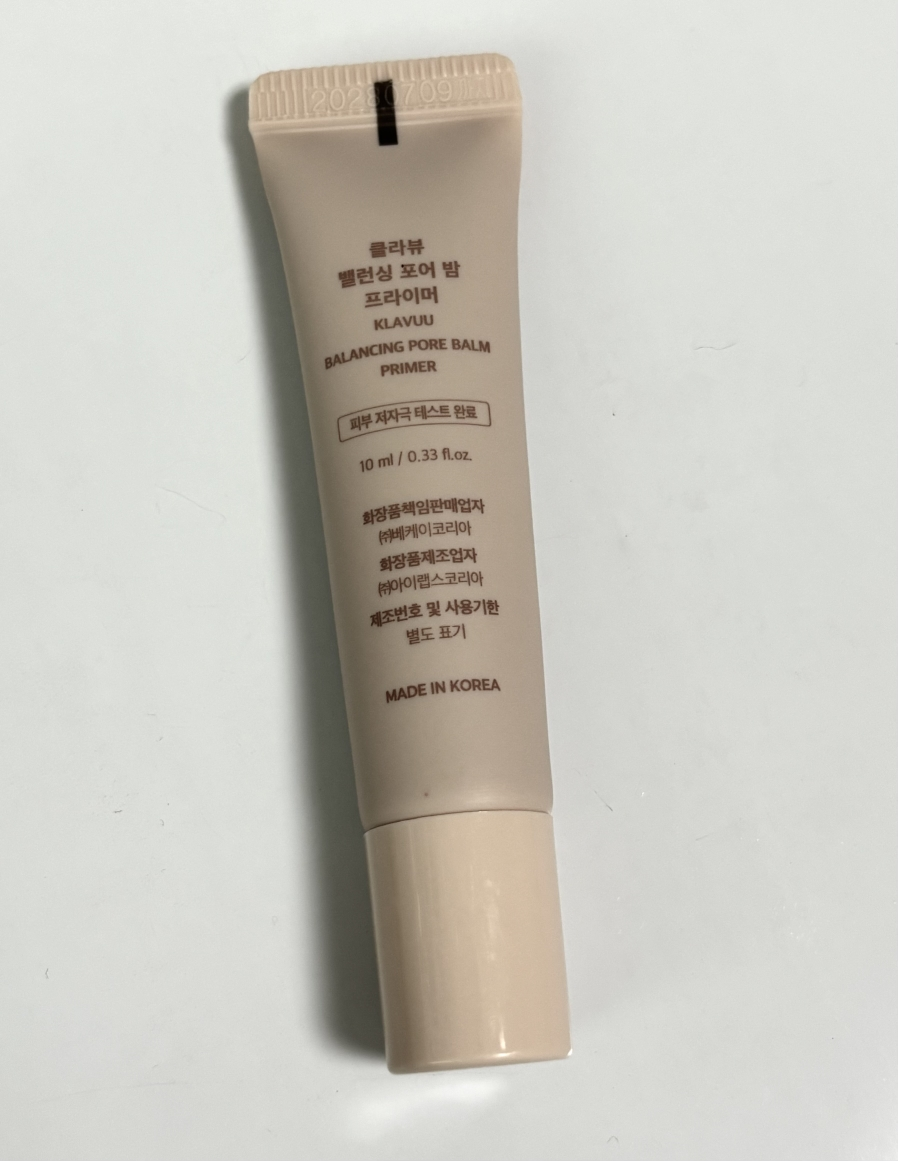 20280709
클라뷰
밸런싱 포어 밤
프라이머
KLAVUU
BALANCING PORE BALM
PRIMER
피부 저자극 테스트 완료
10 ml / 0.33 fl.oz.
화장품책임판매업자
㈜베케이코리아
화장품제조업자
㈜아이랩스코리아
제조번호 및 사용기한
별도 표기
MADE IN KOREA